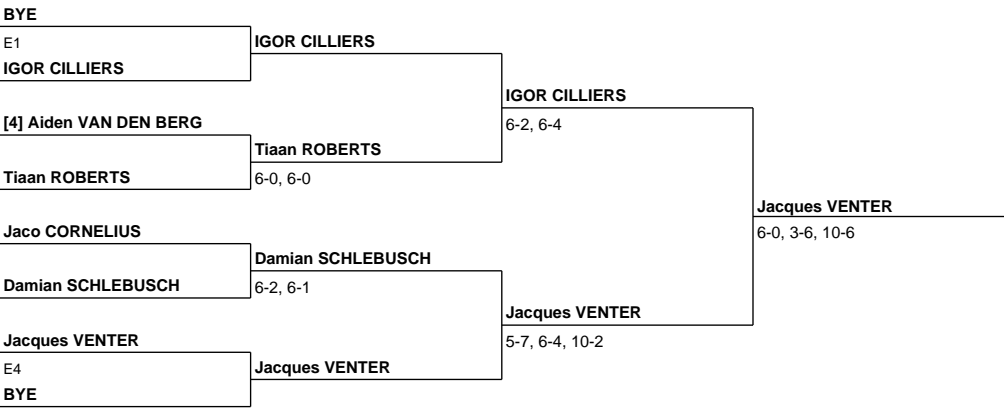 BYE
E1
IGOR CILLIERS
IGOR CILLIERS
[4] Aiden VAN DEN BERG
Tiaan ROBERTS
Tiaan ROBERTS
6-0, 6-0
IGOR CILLIERS
6-2, 6-4
Jaco CORNELIUS
Damian SCHLEBUSCH
Damian SCHLEBUSCH
6-2, 6-1
Jacques VENTER
E4
BYE
Jacques VENTER
Jacques VENTER
5-7, 6-4, 10-2
Jacques VENTER
6-0, 3-6, 10-6